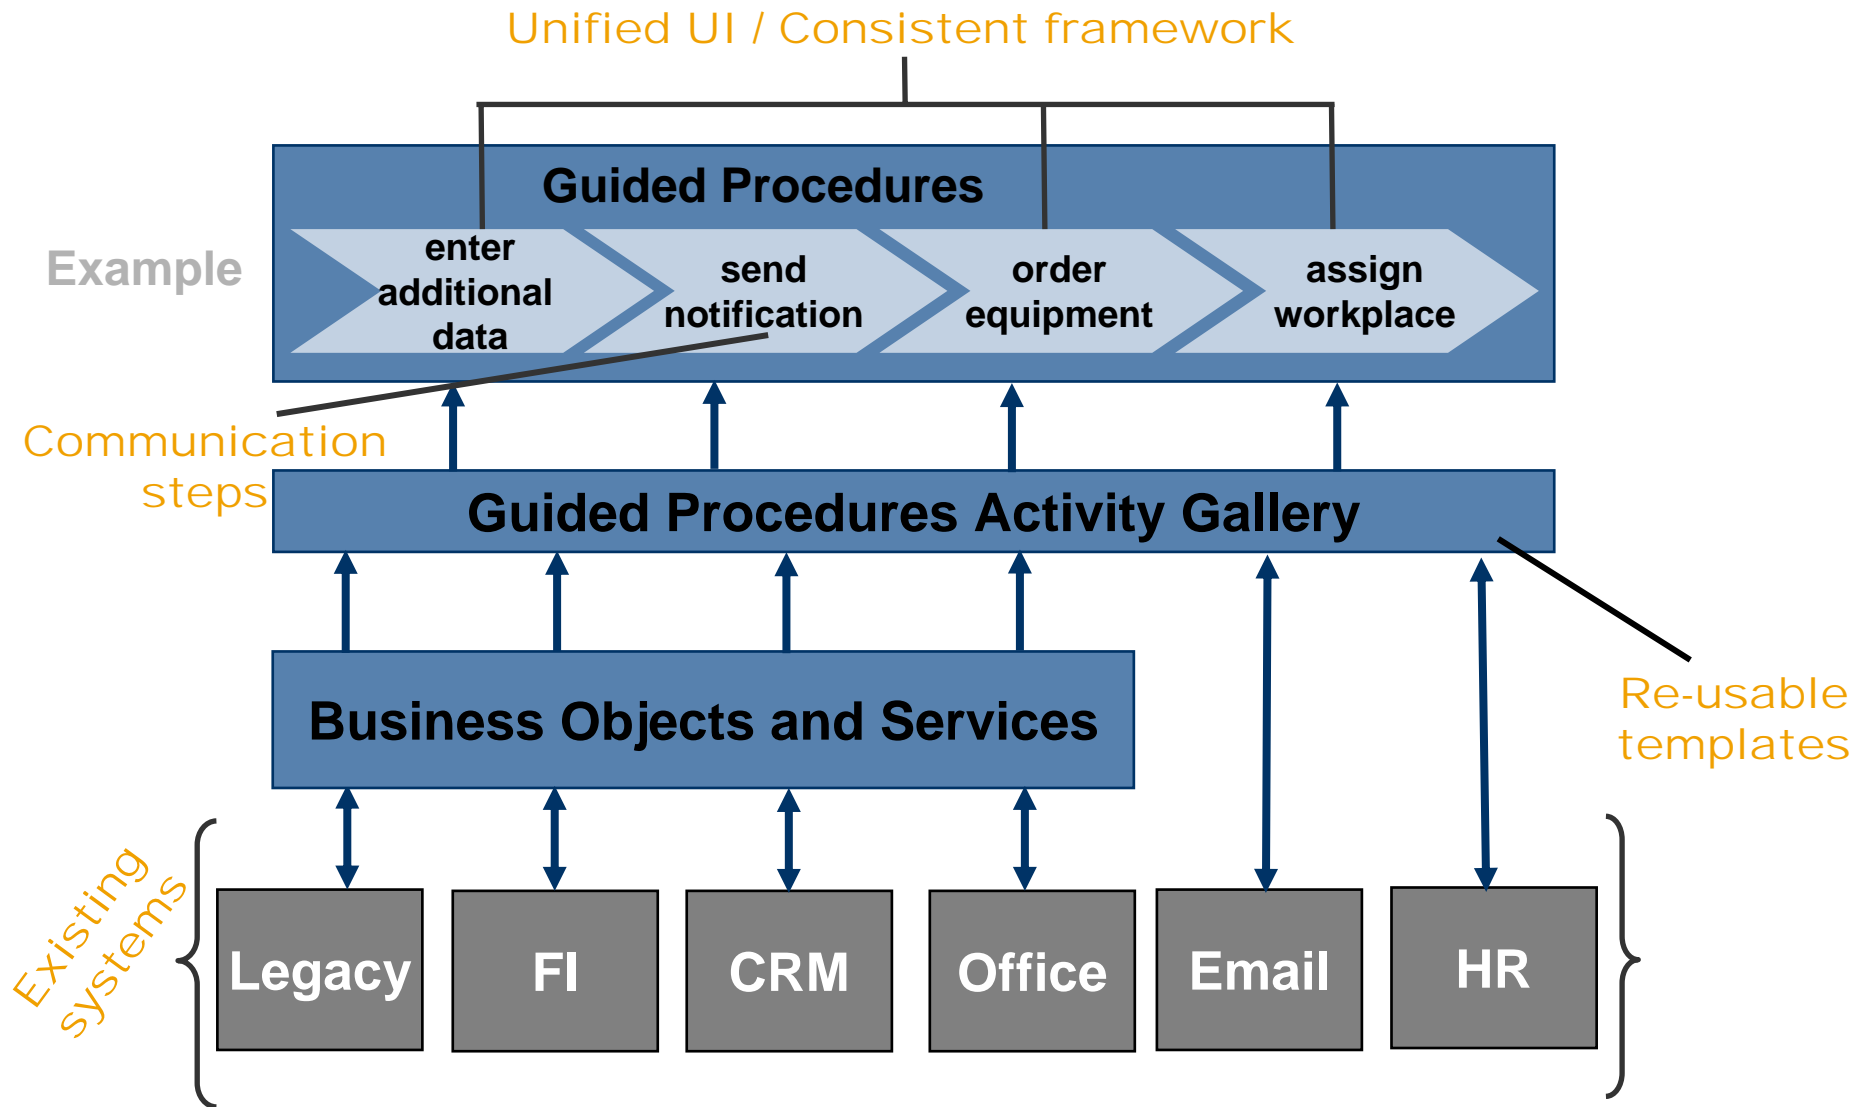 Unified UI / Consistent framework
Guided Procedures
Example
enter
additional
data
send
notification
order
equipment
assign
workplace
Communication
steps
Guided Procedures Activity Gallery
Business Objects and Services
Re-usable
templates
Existing
systems
Legacy
FI
CRM
Office
Email
HR